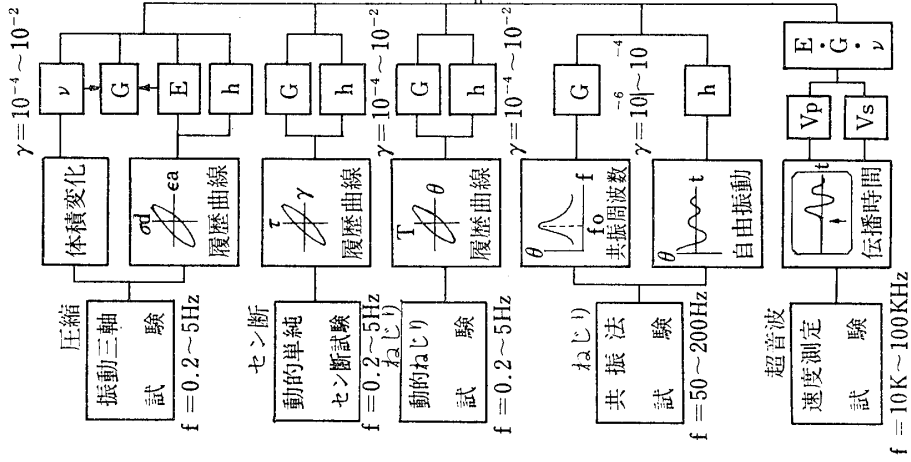 圧縮
振動三軸
試験
f=0.2~5Hz
体積変化
σd
εa
履歴曲線
ν
G
E
h
γ=10⁻⁴~10⁻²
セン断
動的単純
セン断試験
f=0.2~5Hz
τ
γ
履歴曲線
G
h
γ=10⁻⁴~10⁻²
ねじり
動的ねじり
試験
f=0.2~5Hz
T
θ
履歴曲線
G
h
γ=10⁻⁴~10⁻²
ねじり
共振法
試験
f=50~200Hz
θ
f
fo
共振周波数
θ
t
自由振動
G
h
γ=10⁻⁶~10⁻⁴
超音波
速度測定
試験
f=10K~100KHz
t
伝播時間
Vp
Vs
E・G・ν